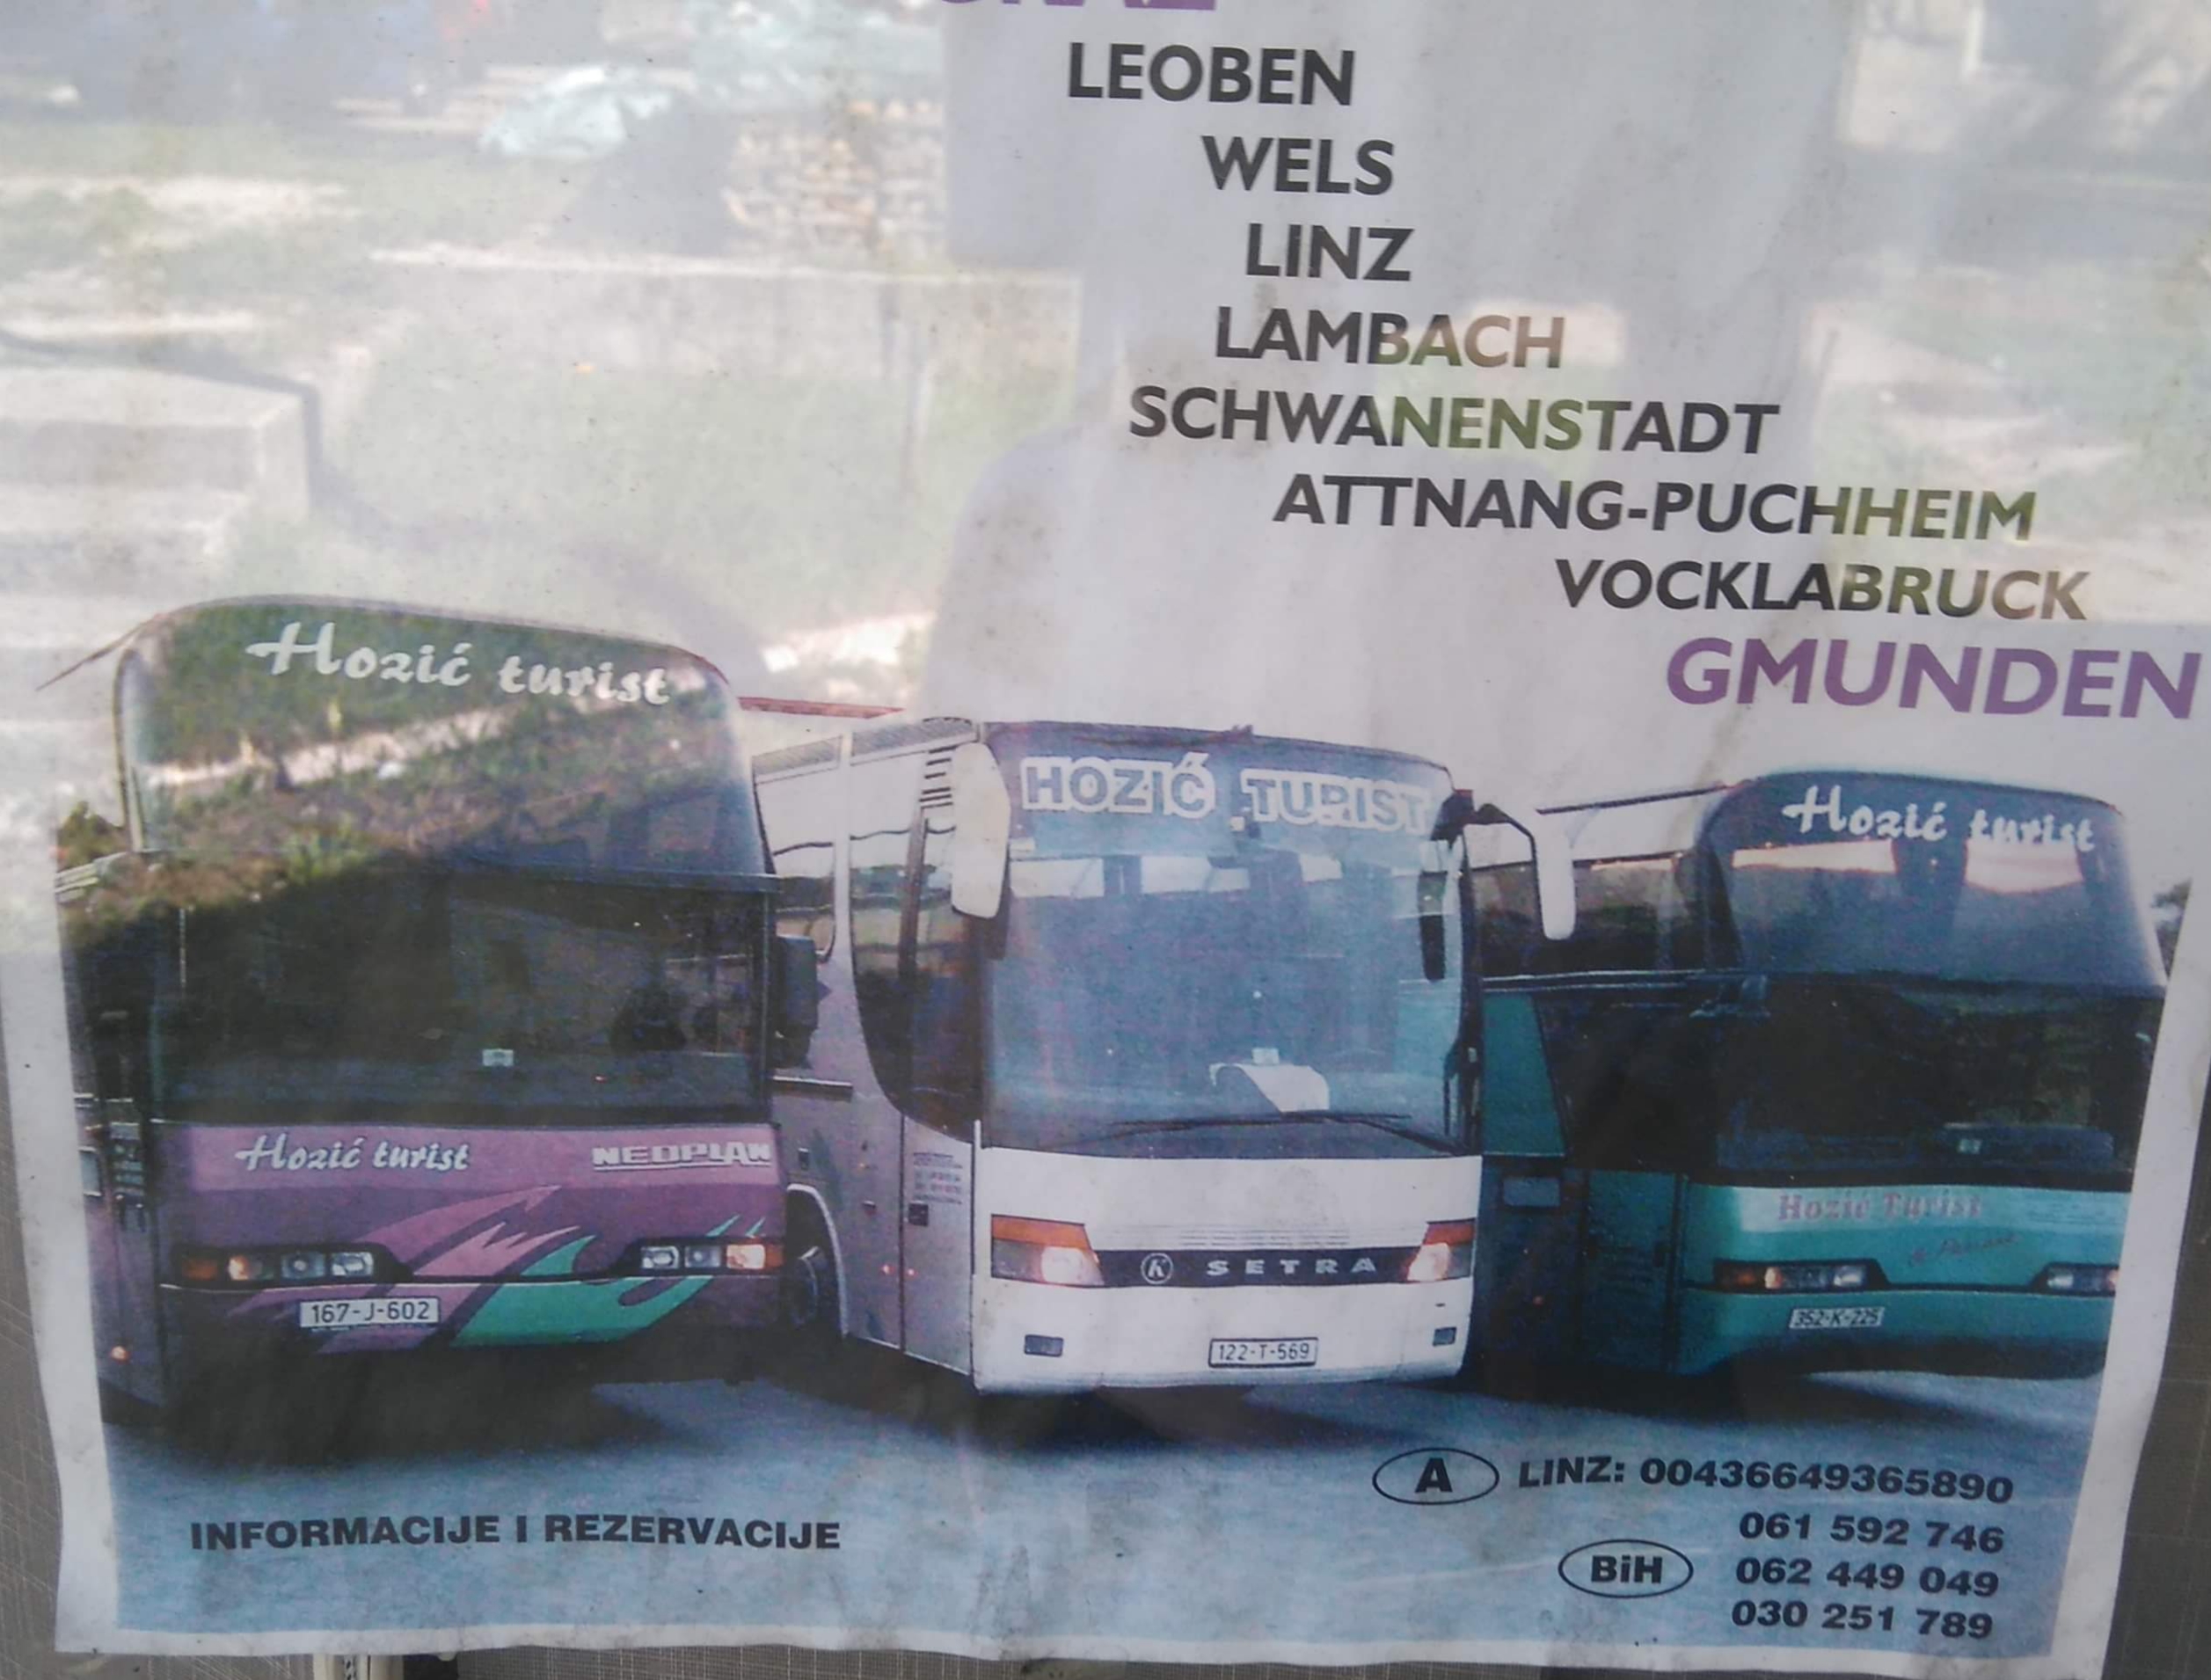 GRAZ
LEOBEN
WELS
LINZ
LAMBACH
SCHWANENSTADT
ATTNANG-PUCHHEIM
VOCKLABRUCK
GMUNDEN
Hozić turist
HOZIĆ TURIST
Hozić turist
Hozić turist NEOPLAN
Hozić Turist
K SETRA
167-J-602
122-T-569
352-K-225
A LINZ: 00436649365890
INFORMACIJE I REZERVACIJE
061 592 746
BiH 062 449 049
030 251 789